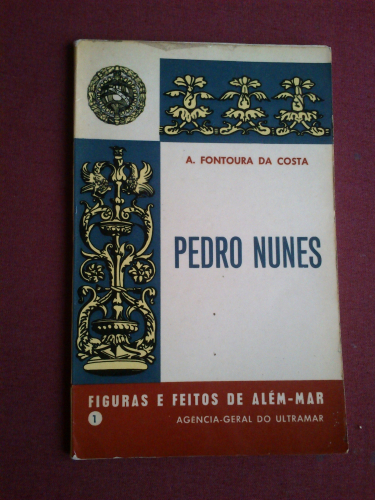 A. FONTOURA DA COSTA
PEDRO NUNES
FIGURAS E FEITOS DE ALÉM-MAR
1
AGENCIA-GERAL DO ULTRAMAR